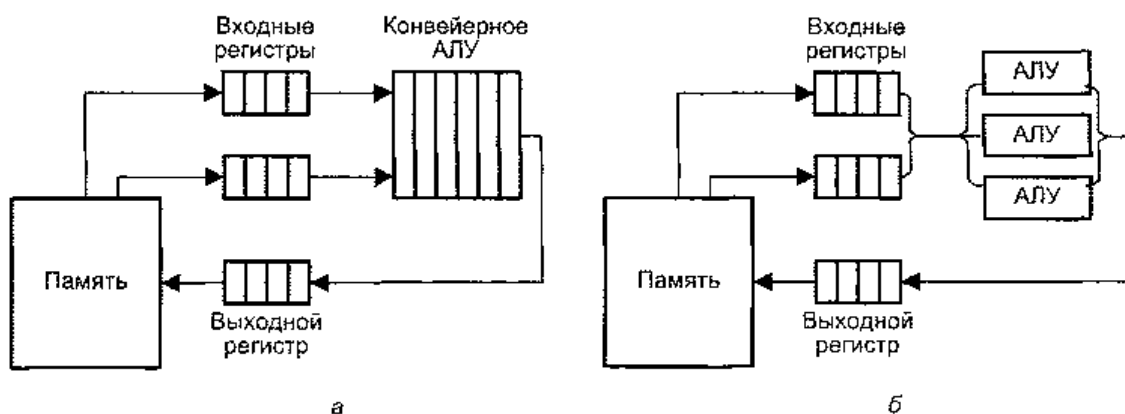 Входные
регистры
Конвейерное
АЛУ
Память
Выходной
регистр
а
Входные
регистры
АЛУ
АЛУ
АЛУ
Память
Выходной
регистр
б